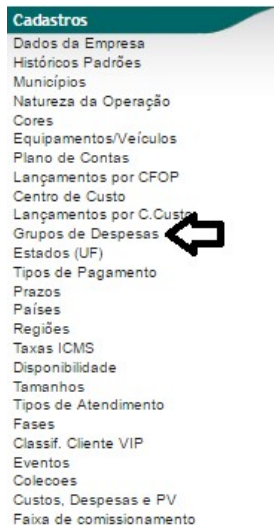 Cadastros
Dados da Empresa
Históricos Padrões
Municípios
Natureza da Operação
Cores
Equipamentos/Veículos
Plano de Contas
Lançamentos por CFOP
Centro de Custo
Lançamentos por C.Custo
Grupos de Despesas
Estados (UF)
Tipos de Pagamento
Prazos
Países
Regiões
Taxas ICMS
Disponibilidade
Tamanhos
Tipos de Atendimento
Fases
Classif. Cliente VIP
Eventos
Colecoes
Custos, Despesas e PV
Faixa de comissionamento